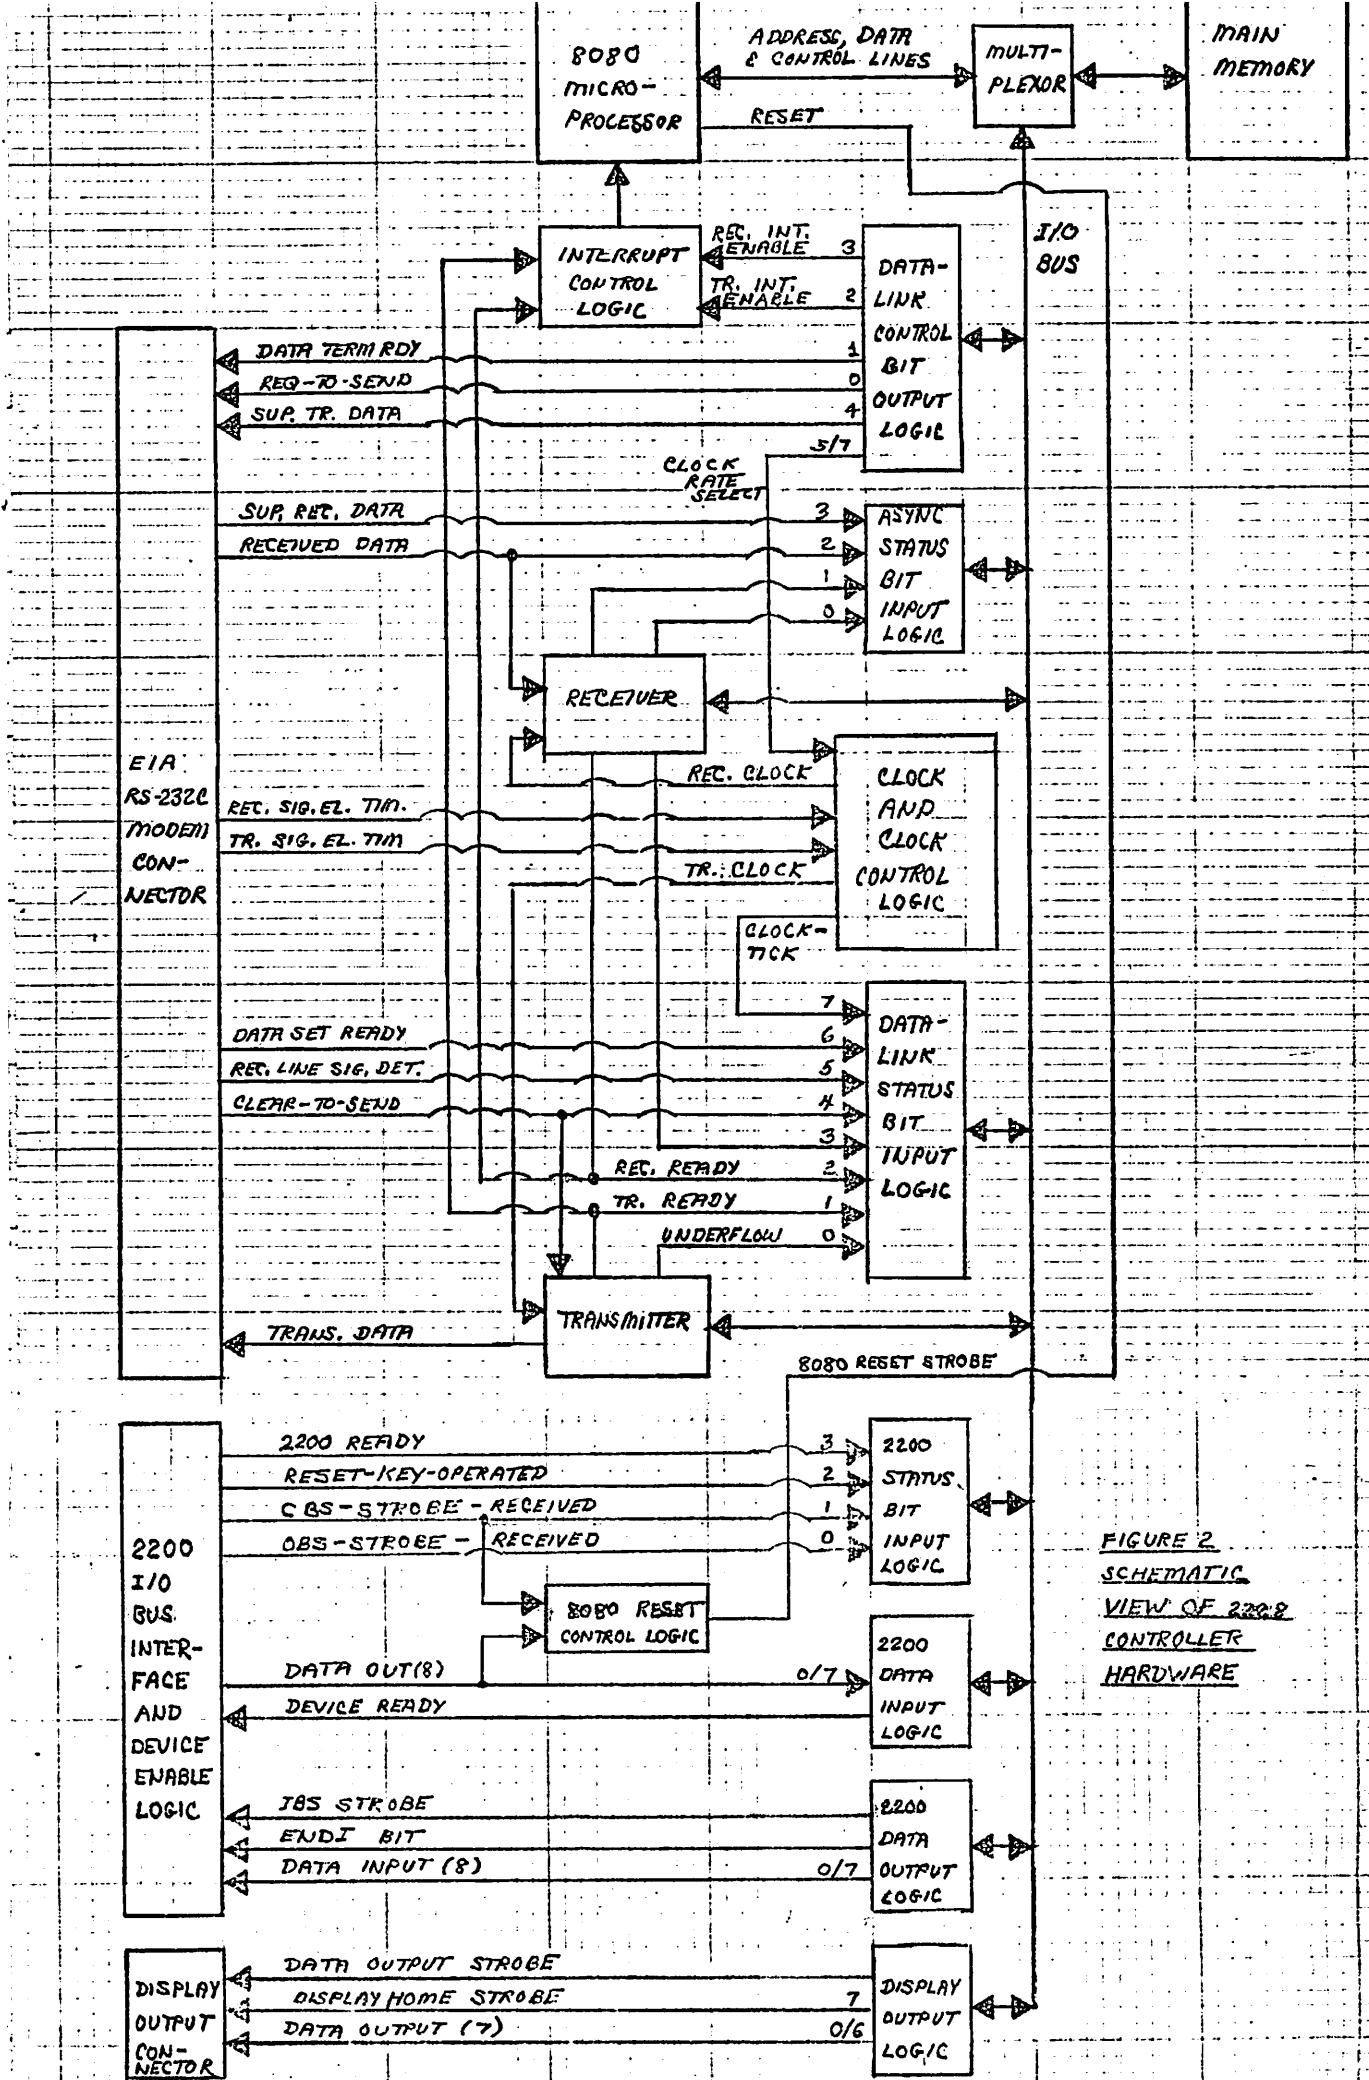 8080
MICRO-
PROCESSOR
ADDRESS, DATA
& CONTROL LINES
MULTI-
PLEXOR
MAIN
MEMORY
RESET
I/O
BUS
INTERRUPT
CONTROL
LOGIC
REC. INT.
ENABLE
3
TR. INT.
ENABLE
2
DATA-
LINK
CONTROL
BIT
OUTPUT
LOGIC
DATA TERM RDY
1
REQ-TO-SEND
0
SUP. TR. DATA
4
5/7
CLOCK
RATE
SELECT
SUP. REC. DATA
3
RECEIVED DATA
2
1
0
ASYNC
STATUS
BIT
INPUT
LOGIC
RECEIVER
EIA
RS-232C
MODEM
CON-
NECTOR
REC. CLOCK
REC. SIG. EL. TIM.
TR. SIG. EL. TIM
TR. CLOCK
CLOCK
AND
CLOCK
CONTROL
LOGIC
CLOCK-
TICK
7
DATA SET READY
6
REC. LINE SIG. DET.
5
CLEAR-TO-SEND
4
3
REC. READY
2
TR. READY
1
UNDERFLOW
0
DATA-
LINK
STATUS
BIT
INPUT
LOGIC
TRANSMITTER
TRANS. DATA
8080 RESET STROBE
2200
I/O
BUS
INTER-
FACE
AND
DEVICE
ENABLE
LOGIC
2200 READY
3
RESET-KEY-OPERATED
2
CBS-STROBE-RECEIVED
1
OBS-STROBE-RECEIVED
0
2200
STATUS
BIT
INPUT
LOGIC
8080 RESET
CONTROL LOGIC
DATA OUT(8)
0/7
DEVICE READY
2200
DATA
INPUT
LOGIC
IBS STROBE
ENDI BIT
DATA INPUT (8)
0/7
2200
DATA
OUTPUT
LOGIC
DISPLAY
OUTPUT
CON-
NECTOR
DATA OUTPUT STROBE
DISPLAY HOME STROBE
7
DATA OUTPUT (7)
0/6
DISPLAY
OUTPUT
LOGIC
FIGURE 2
SCHEMATIC
VIEW OF
CONTROLLER
HARDWARE